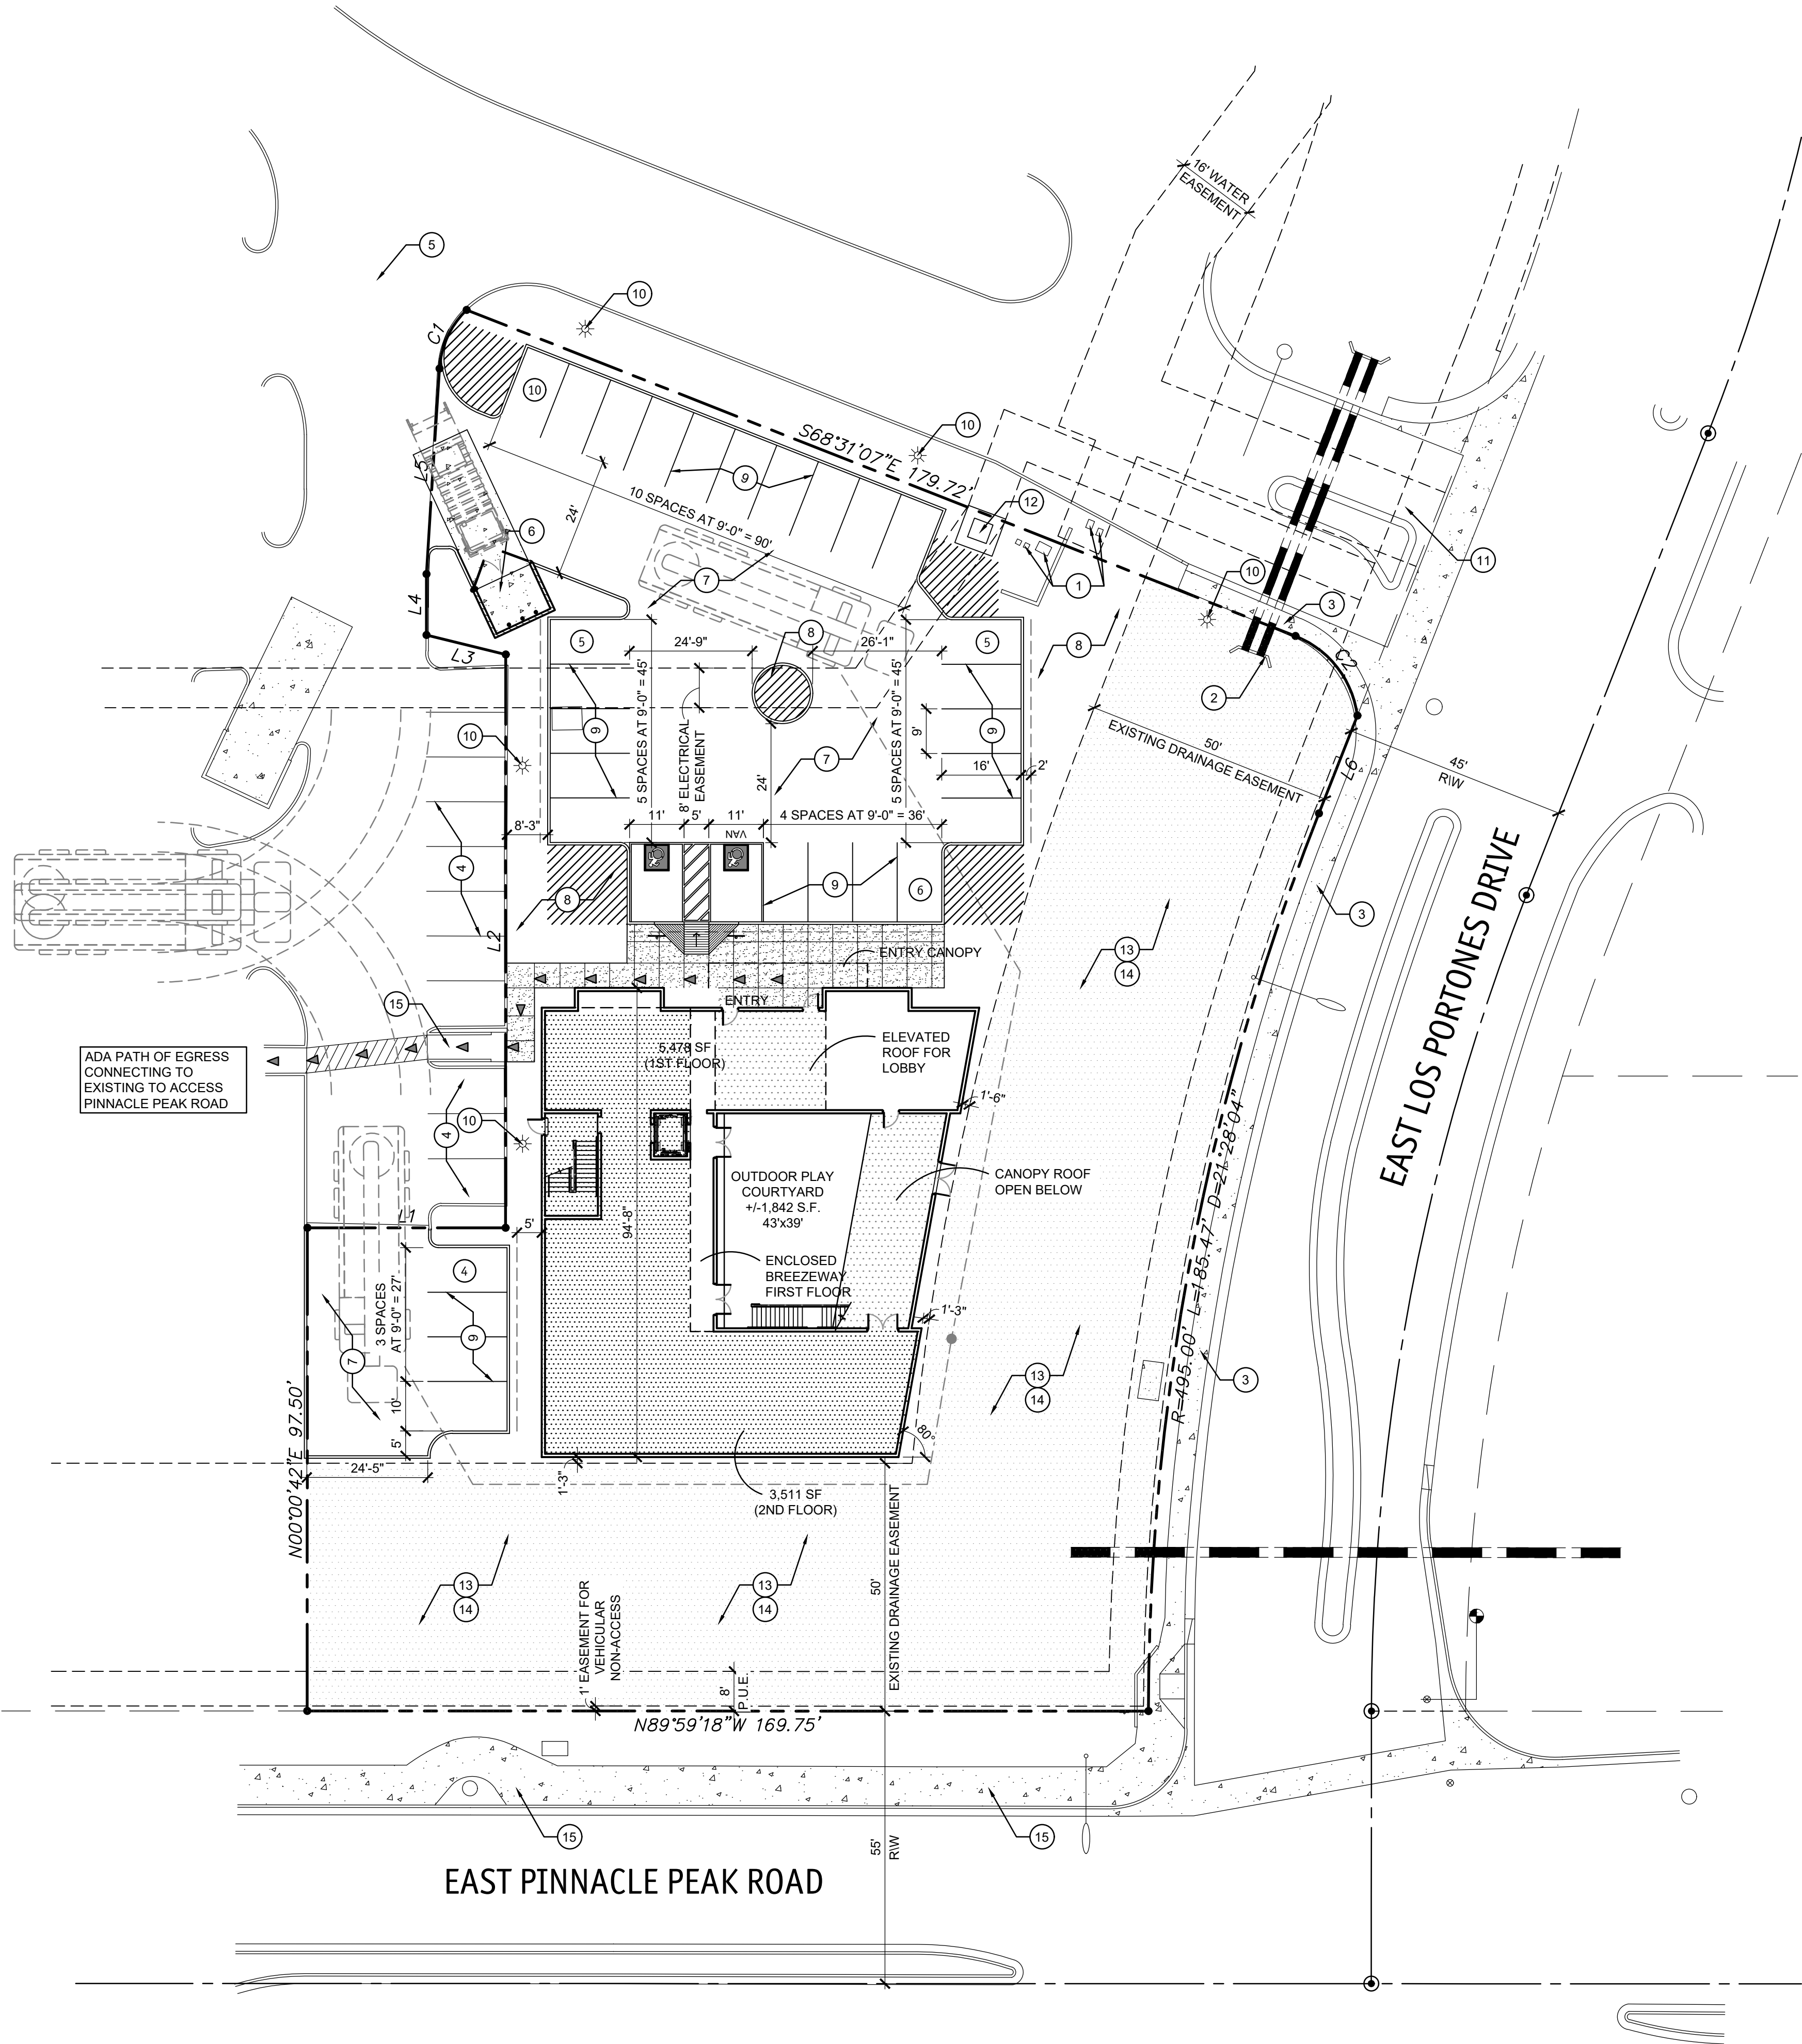 16' WATER
EASEMENT
5
10
C1
10
10
S68°31'07"E 179.72'
9
12
L5
10 SPACES AT 9'-0" = 90'
24'
6
11
7
1
10
3
L4
5
8
5
8
24'-9"
26'-1"
L3
C2
2
5 SPACES AT 9'-0" = 45'
8' ELECTRICAL
EASEMENT
5 SPACES AT 9'-0" = 45'
9
9
9'
10
50'
EXISTING DRAINAGE EASEMENT
45'
R\W
L6
7
24'
16'
2'
8'-3"
11'
5'
11'
4 SPACES AT 9'-0" = 36'
VAN
4
8
9
6
3
L2
13
14
ENTRY CANOPY
15
ENTRY
EAST LOS PORTONES DRIVE
ADA PATH OF EGRESS
CONNECTING TO
EXISTING TO ACCESS
PINNACLE PEAK ROAD
5,478 SF
(1ST FLOOR)
ELEVATED
ROOF FOR
LOBBY
1'-6"
4
10
OUTDOOR PLAY
COURTYARD
+/-1,842 S.F.
43'x39'
CANOPY ROOF
OPEN BELOW
94'-8"
L1
5'
ENCLOSED
BREEZEWAY
FIRST FLOOR
4
3 SPACES
AT 9'-0" = 27'
9
7
1'-3"
R=495.00' L=185.47' D=21°28'04"
13
14
3
10'
5'
24'-5"
N00°00'42"E 97.50'
80°
1'-3"
3,511 SF
(2ND FLOOR)
50'
EXISTING DRAINAGE EASEMENT
13
14
13
14
1' EASEMENT FOR
VEHICULAR
NON-ACCESS
8'
P.U.E.
N89°59'18"W 169.75'
15
15
55'
R\W
EAST PINNACLE PEAK ROAD